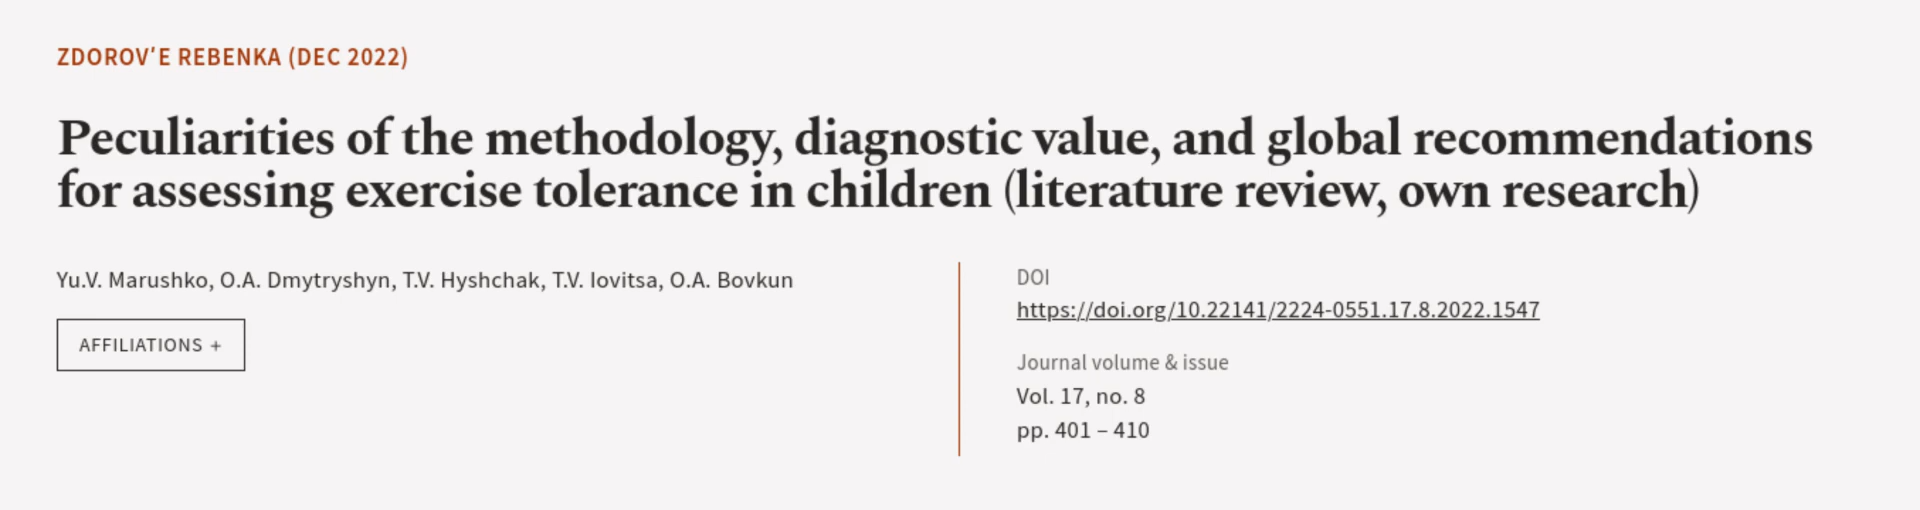 ZDOROVʹE REBENKA (DEC 2022)
Peculiarities of the methodology, diagnostic value, and global recommendations
for assessing exercise tolerance in children (literature review, own research)
Yu.V. Marushko, O.A. Dmytryshyn, T.V. Hyshchak, T.V. Iovitsa, O.A. Bovkun
AFFILIATIONS +
DOI
https://doi.org/10.22141/2224-0551.17.8.2022.1547
Journal volume & issue
Vol. 17, no. 8
pp. 401 – 410